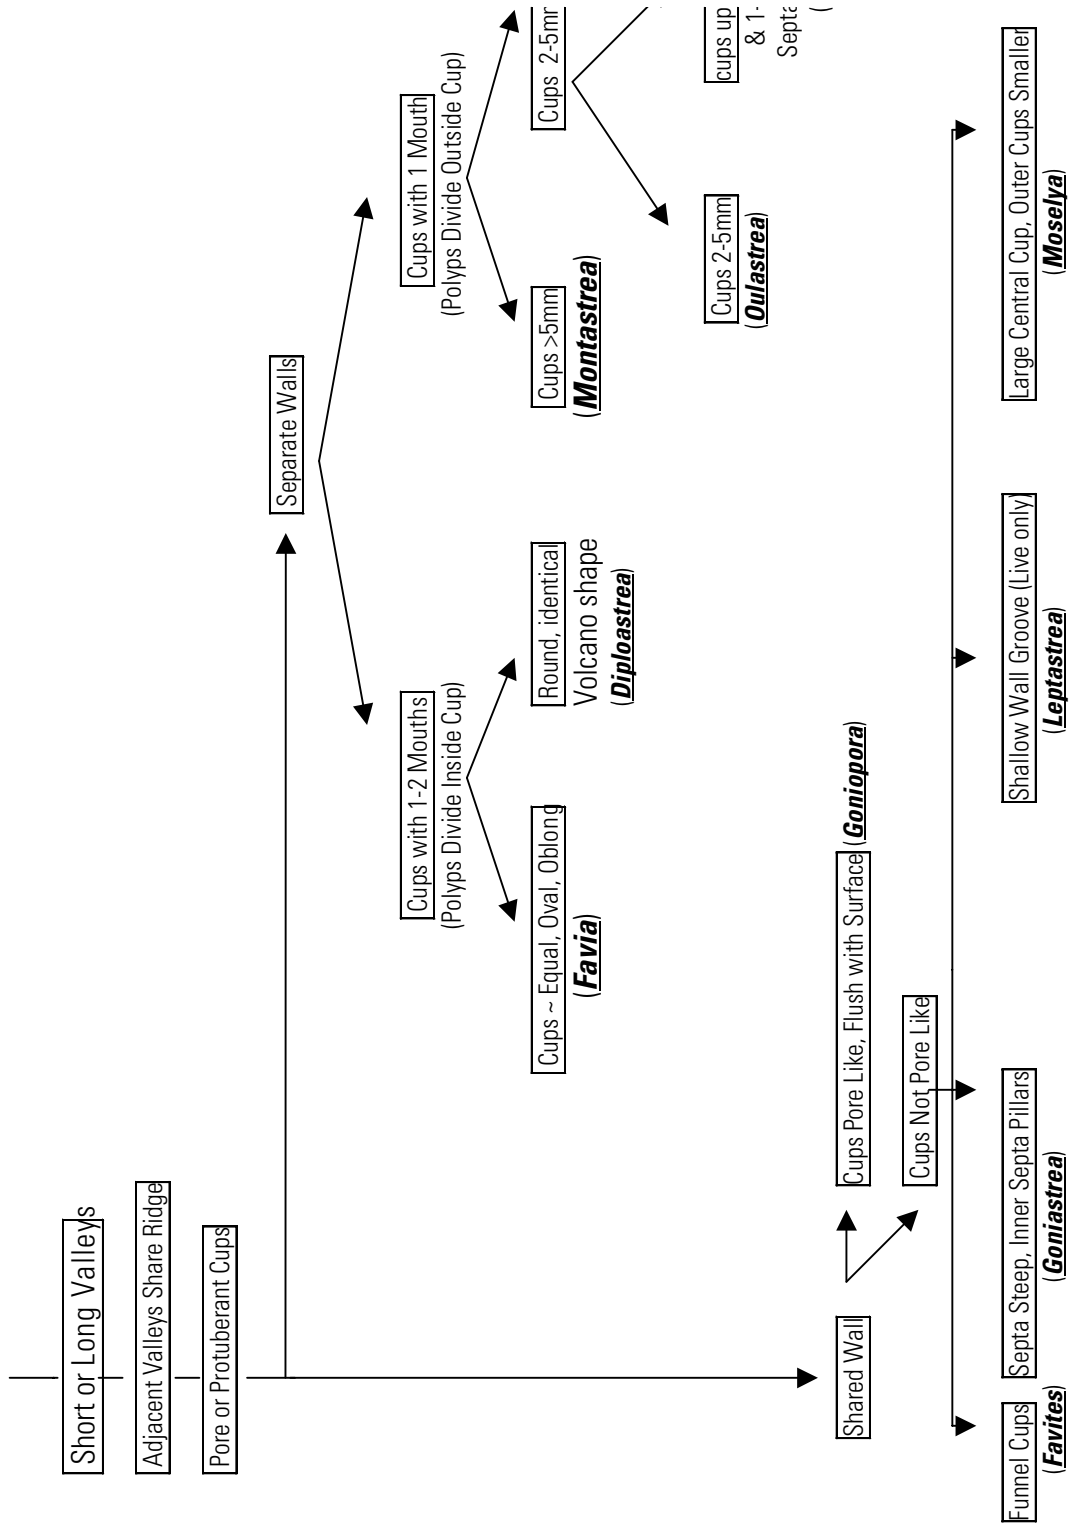 Short or Long Valleys
Adjacent Valleys Share Ridge
Pore or Protuberant Cups
Separate Walls
Cups with 1-2 Mouths
(Polyps Divide Inside Cup)
Cups with 1 Mouth
(Polyps Divide Outside Cup)
Cups ~ Equal, Oval, Oblong
(Favia)
Round, identical
Volcano shape
(Diploastrea)
Cups >5mm
(Montastrea)
Cups 2-5mm
Cups 2-5mm
(Oulastrea)
cups up
& 1-
Septa
(
Shared Wall
Cups Pore Like, Flush with Surface (Goniopora)
Cups Not Pore Like
Funnel Cups
(Favites)
Septa Steep, Inner Septa Pillars
(Goniastrea)
Shallow Wall Groove (Live only)
(Leptastrea)
Large Central Cup, Outer Cups Smaller
(Moselya)